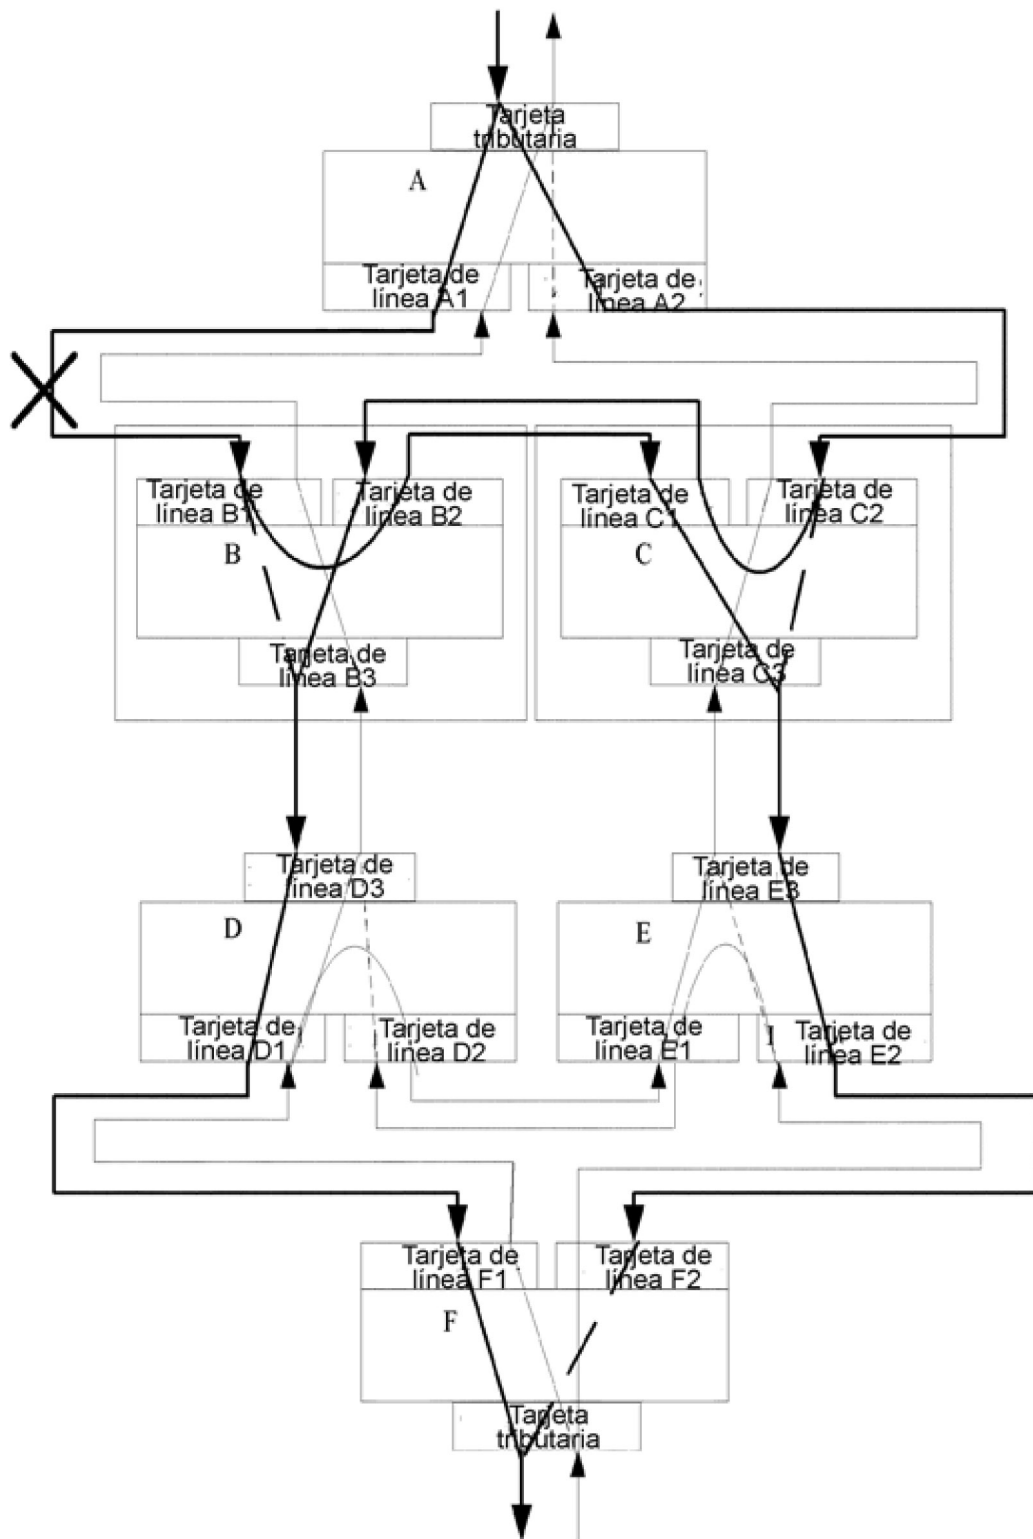 Tarjeta
tributaria
A
Tarjeta de
línea A1
Tarjeta de
línea A2
Tarjeta de
línea B1
Tarjeta de
línea B2
B
Tarjeta de
línea B3
Tarjeta de
línea C1
Tarjeta de
línea C2
C
Tarjeta de
línea C3
Tarjeta de
línea D3
D
Tarjeta de
línea D1
Tarjeta de
línea D2
Tarjeta de
línea E3
E
Tarjeta de
línea E1
Tarjeta de
línea E2
Tarjeta de
línea F1
Tarjeta de
línea F2
F
Tarjeta
tributaria